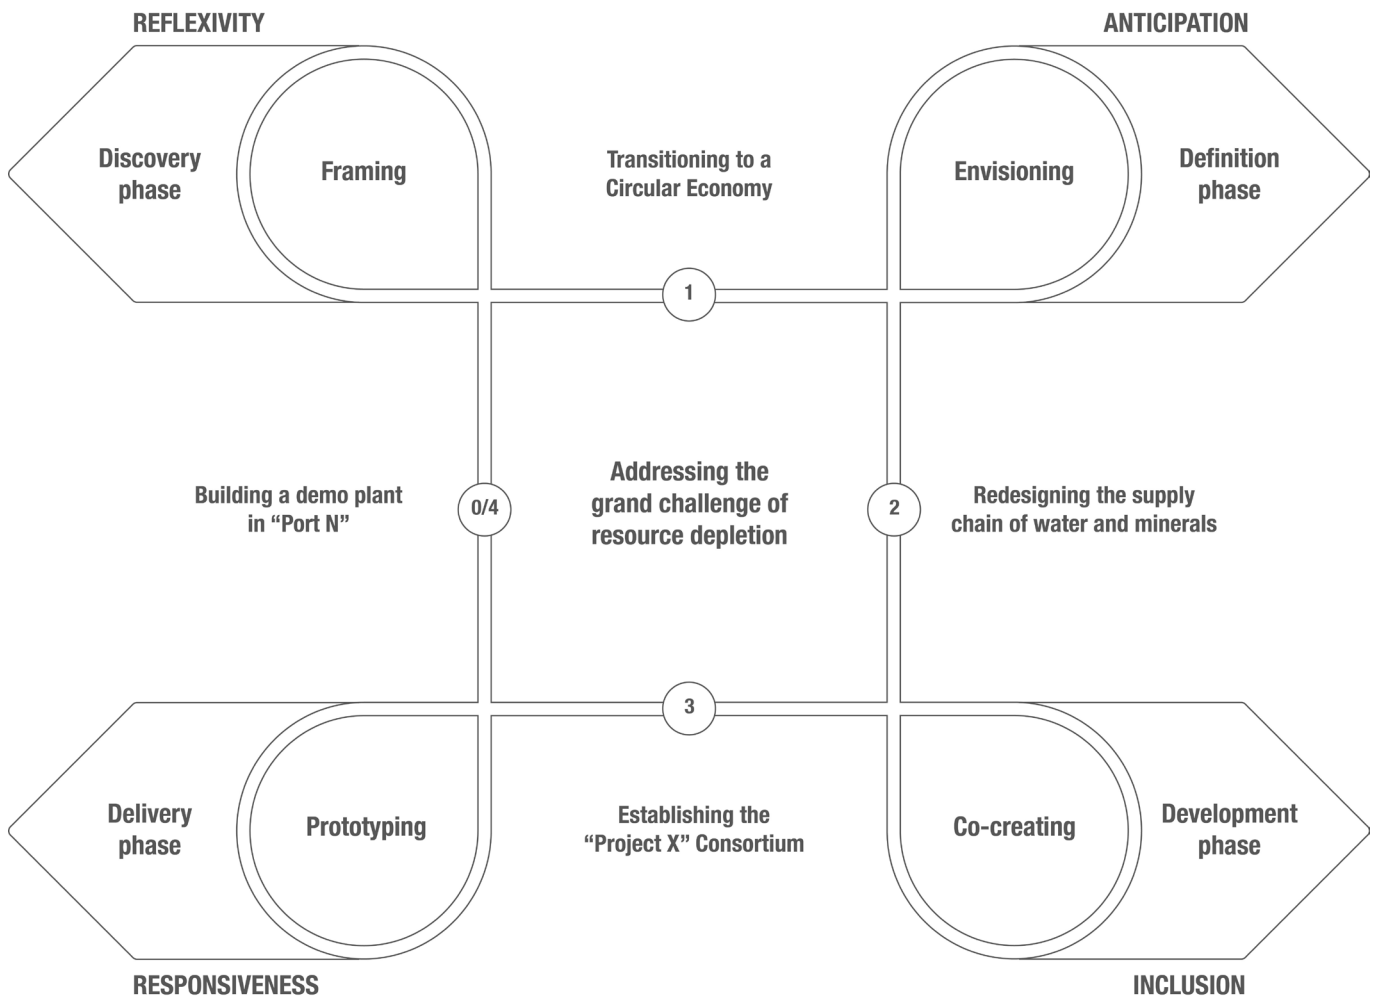 REFLEXIVITY
ANTICIPATION
Discovery
phase
Framing
Transitioning to a
Circular Economy
Envisioning
Definition
phase
1
Building a demo plant
in “Port N”
0/4
Addressing the
grand challenge of
resource depletion
2
Redesigning the supply
chain of water and minerals
3
Delivery
phase
Prototyping
Establishing the
“Project X” Consortium
Co-creating
Development
phase
RESPONSIVENESS
INCLUSION